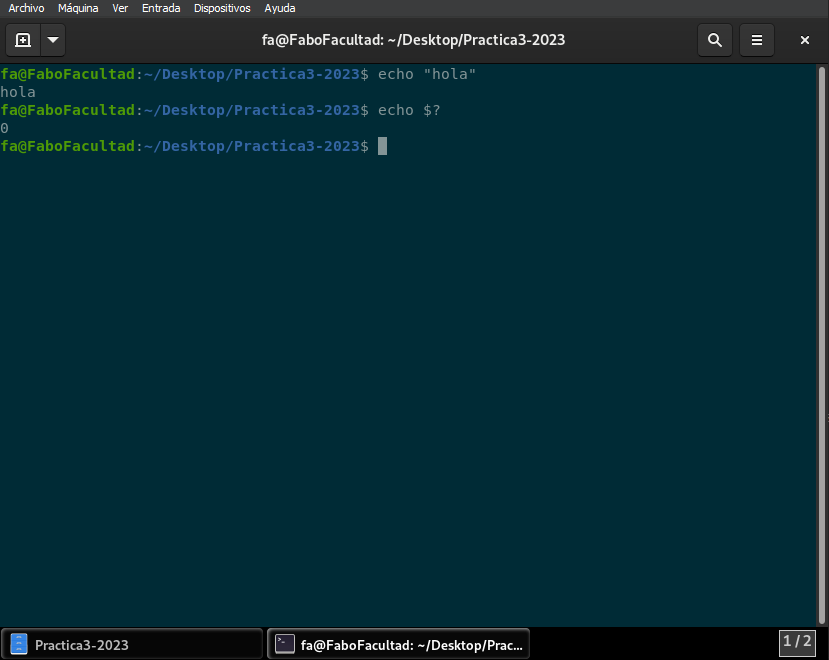 Archivo Máquina Ver Entrada Dispositivos Ayuda
fa@FaboFacultad: ~/Desktop/Practica3-2023
fa@FaboFacultad:~/Desktop/Practica3-2023$ echo "hola"
hola
fa@FaboFacultad:~/Desktop/Practica3-2023$ echo $?
0
fa@FaboFacultad:~/Desktop/Practica3-2023$
Practica3-2023 fa@FaboFacultad: ~/Desktop/Prac... 1 / 2